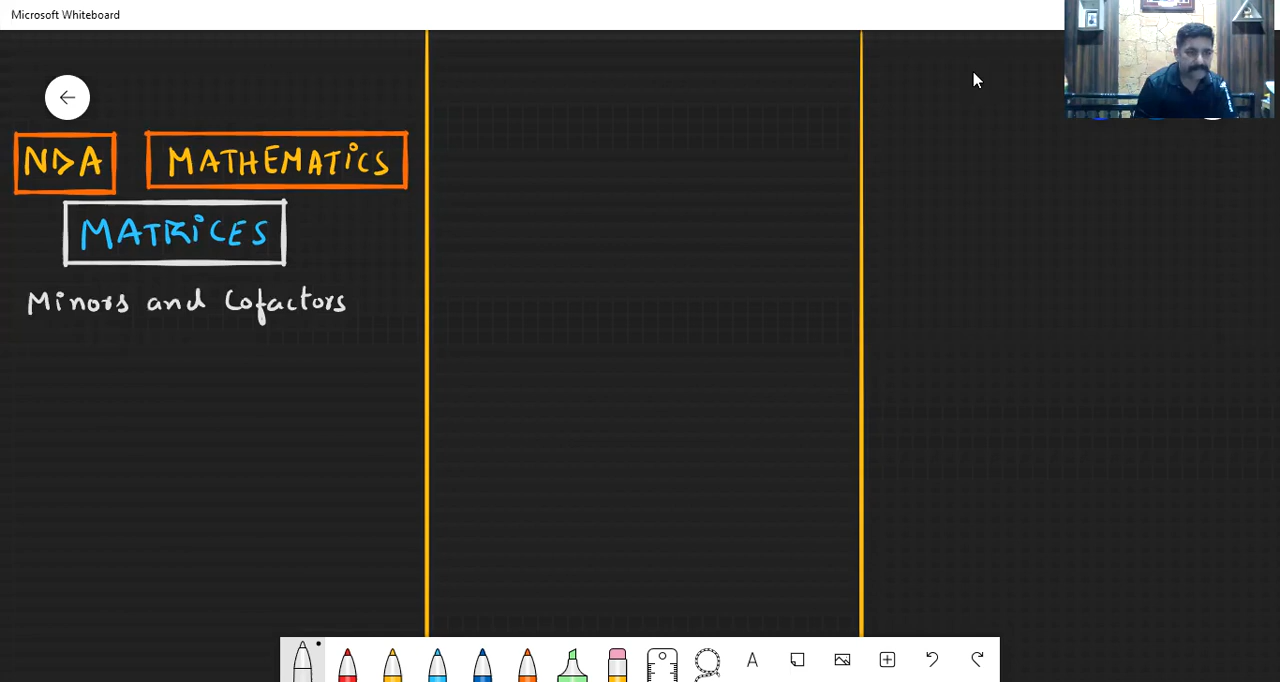 Microsoft Whiteboard
NDA MATHEMATICS
MATRICES
Minors and Cofactors
A